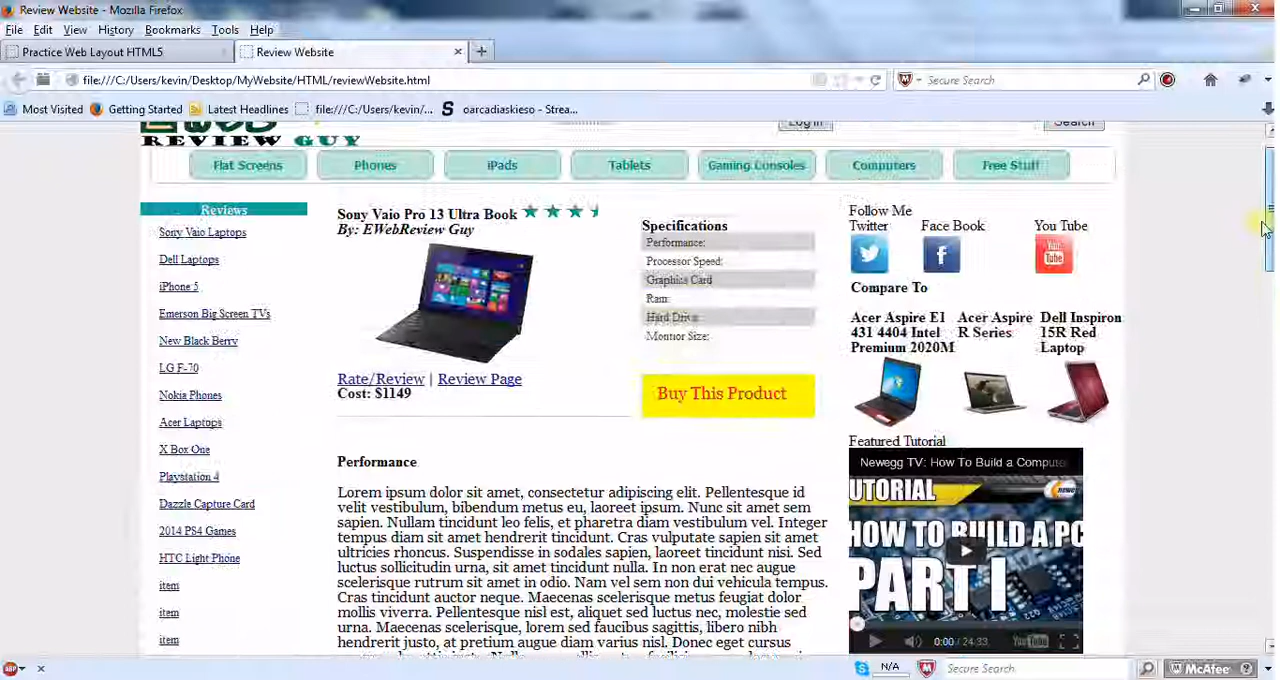 Review Website - Mozilla Firefox
File Edit View History Bookmarks Tools Help
Practice Web Layout HTML5
Review Website
file:///C:/Users/kevin/Desktop/MyWebsite/HTML/reviewWebsite.html
Secure Search
Most Visited Getting Started Latest Headlines file:///C:/Users/kevin/... oarcadiaskieso - Strea...
REVIEW GUY
Log In
Search
Flat Screens Phones iPads Tablets Gaming Consoles Computers Free Stuff
Reviews
Sony Vaio Laptops
Dell Laptops
iPhone 5
Emerson Big Screen TVs
New Black Berry
LG F-70
Nokia Phones
Acer Laptops
X Box One
Playstation 4
Dazzle Capture Card
2014 PS4 Games
HTC Light Phone
item
item
item
Sony Vaio Pro 13 Ultra Book
By: EWebReview Guy
Rate/Review | Review Page
Cost: $1149
Specifications
Performance:
Processor Speed:
Graphics Card
Ram:
Hard Drive:
Montior Size:
Buy This Product
Performance
Lorem ipsum dolor sit amet, consectetur adipiscing elit. Pellentesque id
velit vestibulum, bibendum metus eu, laoreet ipsum. Nunc sit amet sem
sapien. Nullam tincidunt leo felis, et pharetra diam vestibulum vel. Integer
tempus diam sit amet hendrerit tincidunt. Cras vulputate sapien sit amet
ultricies rhoncus. Suspendisse in sodales sapien, laoreet tincidunt nisi. Sed
luctus sollicitudin urna, sit amet tincidunt nulla. In non erat nec augue
scelerisque rutrum sit amet in odio. Nam vel sem non dui vehicula tempus.
Cras tincidunt auctor neque. Maecenas scelerisque metus feugiat dolor
mollis viverra. Pellentesque nisl est, aliquet sed luctus nec, molestie sed
urna. Maecenas scelerisque, lorem sed faucibus sagittis, libero nibh
hendrerit justo, at pretium augue diam varius nisl. Donec eget cursus
Follow Me
Twitter Face Book You Tube
You Tube
Compare To
Acer Aspire E1
431 4404 Intel
Premium 2020M
Acer Aspire
R Series
Dell Inspiron
15R Red
Laptop
Featured Tutorial
Newegg TV: How To Build a Compute
UTORIAL
HOW TO BUILD A PC
PART I
0:00 / 24:33 YouTube
ABP
N/A
Secure Search
McAfee